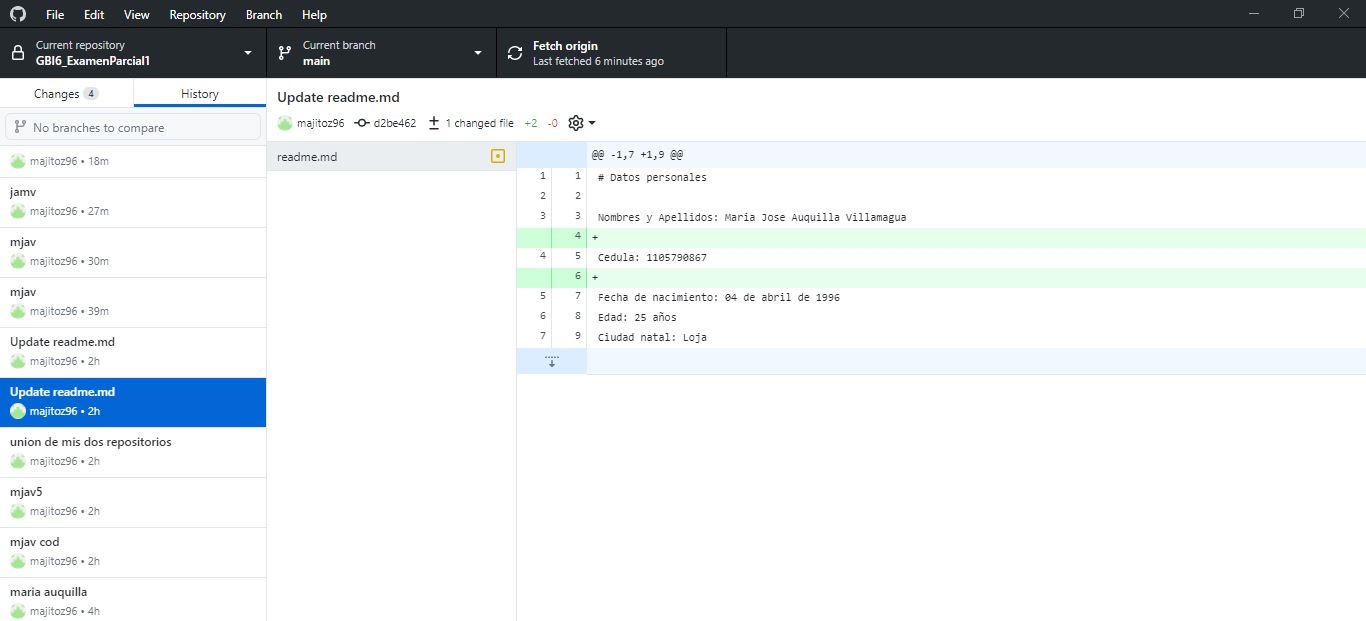 File Edit View Repository Branch Help
Current repository
GBI6_ExamenParcial1
Current branch
main
Fetch origin
Last fetched 6 minutes ago
Changes 4
History
No branches to compare
majitoz96 • 18m
jamv
majitoz96 • 27m
mjav
majitoz96 • 30m
mjav
majitoz96 • 39m
Update readme.md
majitoz96 • 2h
Update readme.md
majitoz96 • 2h
union de mis dos repositorios
majitoz96 • 2h
mjav5
majitoz96 • 2h
mjav cod
majitoz96 • 2h
maria auquilla
majitoz96 • 4h
Update readme.md
majitoz96 d2be462 1 changed file +2 -0
readme.md
@@ -1,7 +1,9 @@
1 1 # Datos personales
2 2
3 3 Nombres y Apellidos: Maria Jose Auquilla Villamagua
4 +
4 5 Cedula: 1105790867
6 +
5 7 Fecha de nacimiento: 04 de abril de 1996
6 8 Edad: 25 años
7 9 Ciudad natal: Loja